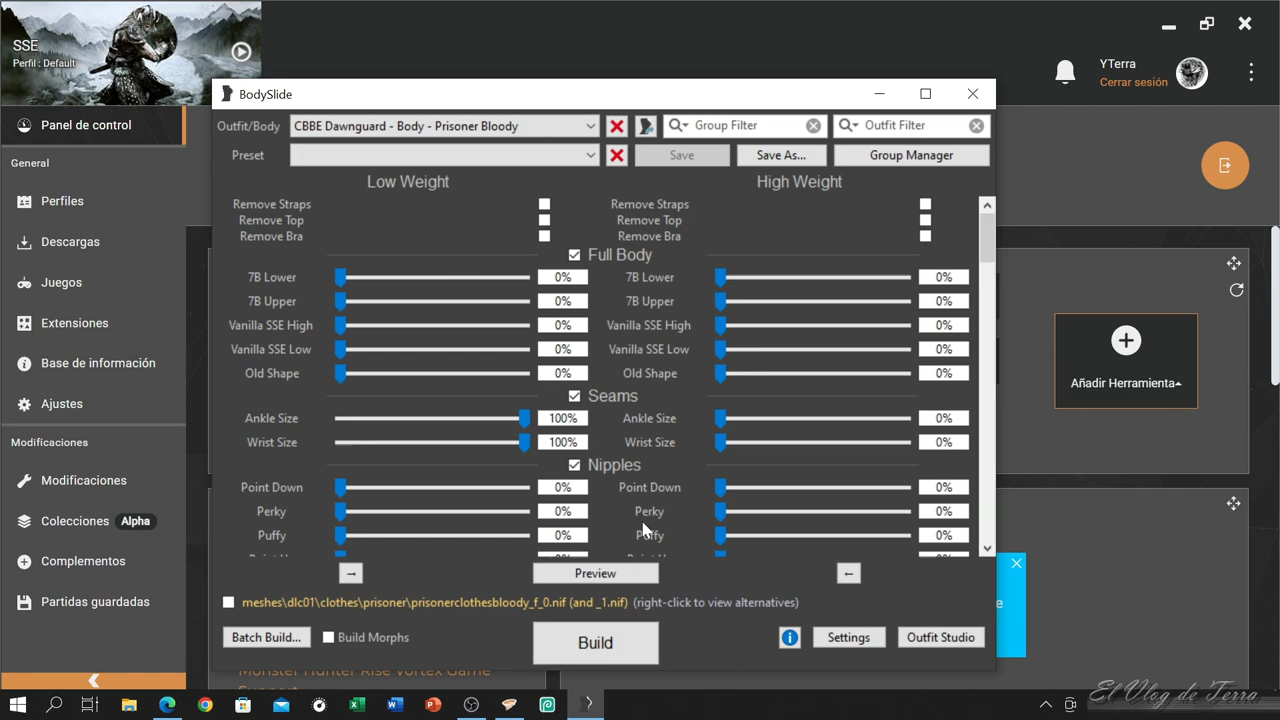 SSE
Perfil : Default
YTerra
Cerrar sesión
Panel de control
General
Perfiles
Descargas
Juegos
Extensiones
Base de información
Ajustes
Modificaciones
Modificaciones
Colecciones Alpha
Complementos
Partidas guardadas
BodySlide
Outfit/Body CBBE Dawnguard - Body - Prisoner Bloody Group Filter Outfit Filter
Preset Save Save As... Group Manager
Low Weight High Weight
Remove Straps Remove Straps
Remove Top Remove Top
Remove Bra Remove Bra
Full Body
7B Lower 0% 7B Lower 0%
7B Upper 0% 7B Upper 0%
Vanilla SSE High 0% Vanilla SSE High 0%
Vanilla SSE Low 0% Vanilla SSE Low 0%
Old Shape 0% Old Shape 0%
Seams
Ankle Size 100% Ankle Size 0%
Wrist Size 100% Wrist Size 0%
Nipples
Point Down 0% Point Down 0%
Perky 0% Perky 0%
Puffy 0% Puffy 0%
→ Preview ←
meshes\dlc01\clothes\prisoner\prisonerclothesbloody_f_0.nif (and _1.nif) (right-click to view alternatives)
Batch Build... Build Morphs Build Settings Outfit Studio
Añadir Herramienta
Monster Hunter Rise Vortex Game
El Vlog de Terra